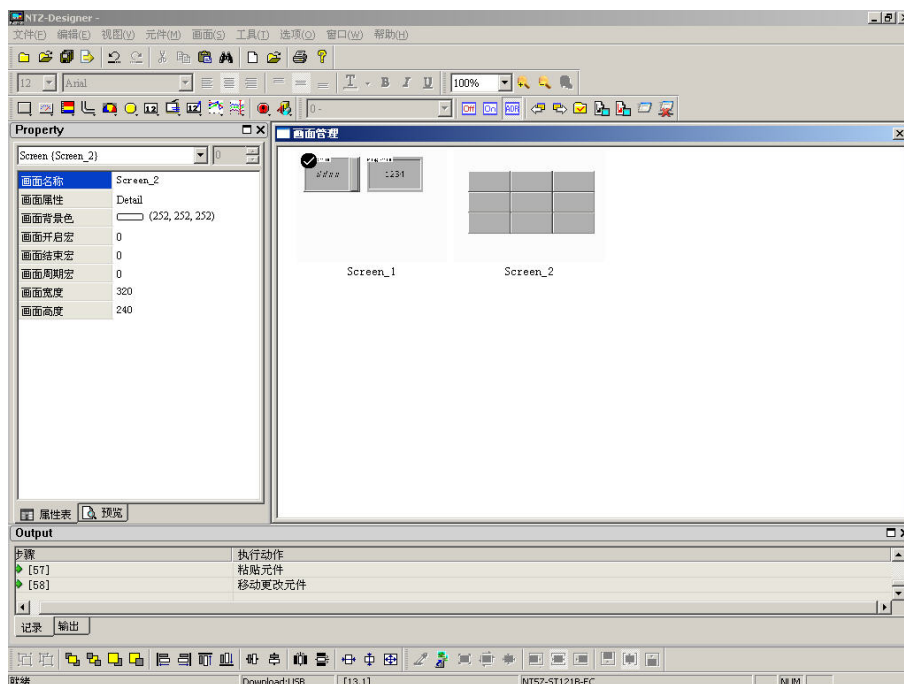 NTZ-Designer -
文件(F) 编辑(E) 视图(V) 元件(M) 画面(S) 工具(T) 选项(O) 窗口(W) 帮助(H)
12 Arial T B I U 100%
12 0 - Off On ADR
Property
画面管理
Screen {Screen_2} 0
画面名称 Screen_2
画面属性 Detail
画面背景色 (252, 252, 252)
画面开启宏 0
画面结束宏 0
画面周期宏 0
画面宽度 320
画面高度 240
#### 1234
Screen_1 Screen_2
属性表 预览
Output
步骤 执行动作
[57] 粘贴元件
[58] 移动更改元件
记录 输出
就绪 Download:USB [13,1] NT5Z-ST121B-EC NUM